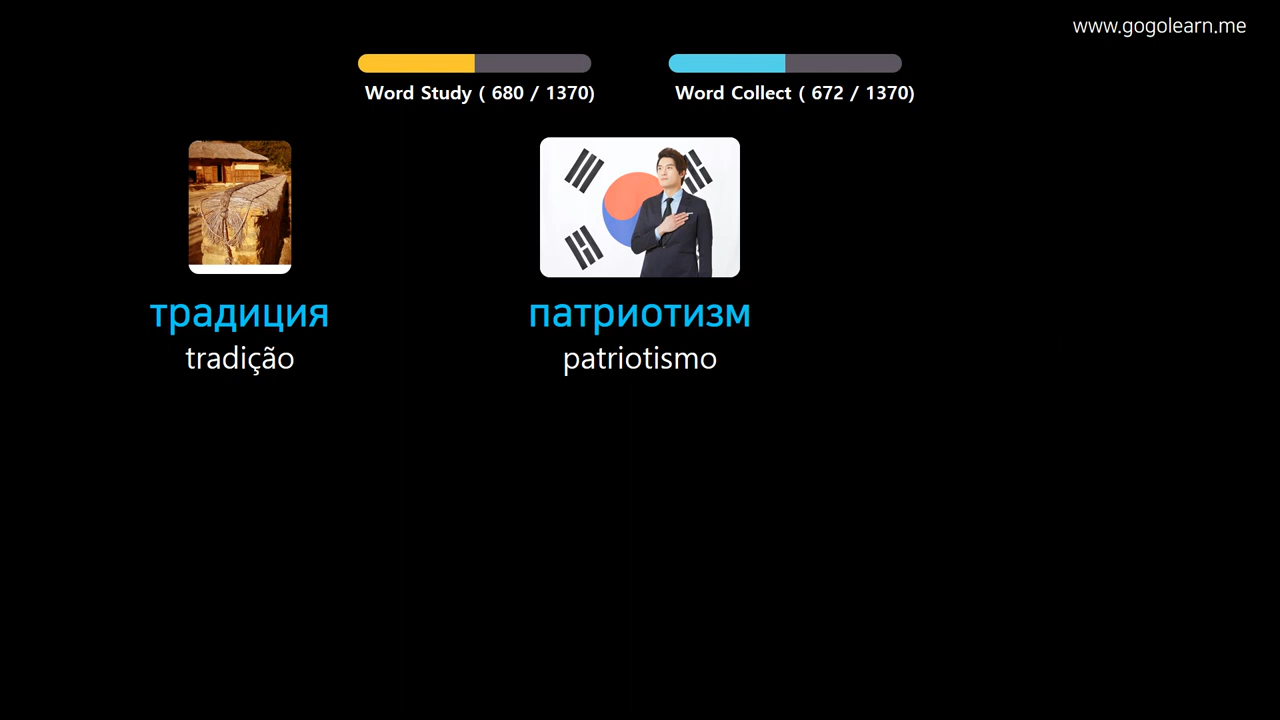 www.gogolearn.me
Word Study ( 680 / 1370)
Word Collect ( 672 / 1370)
традиция
tradição
патриотизм
patriotismo